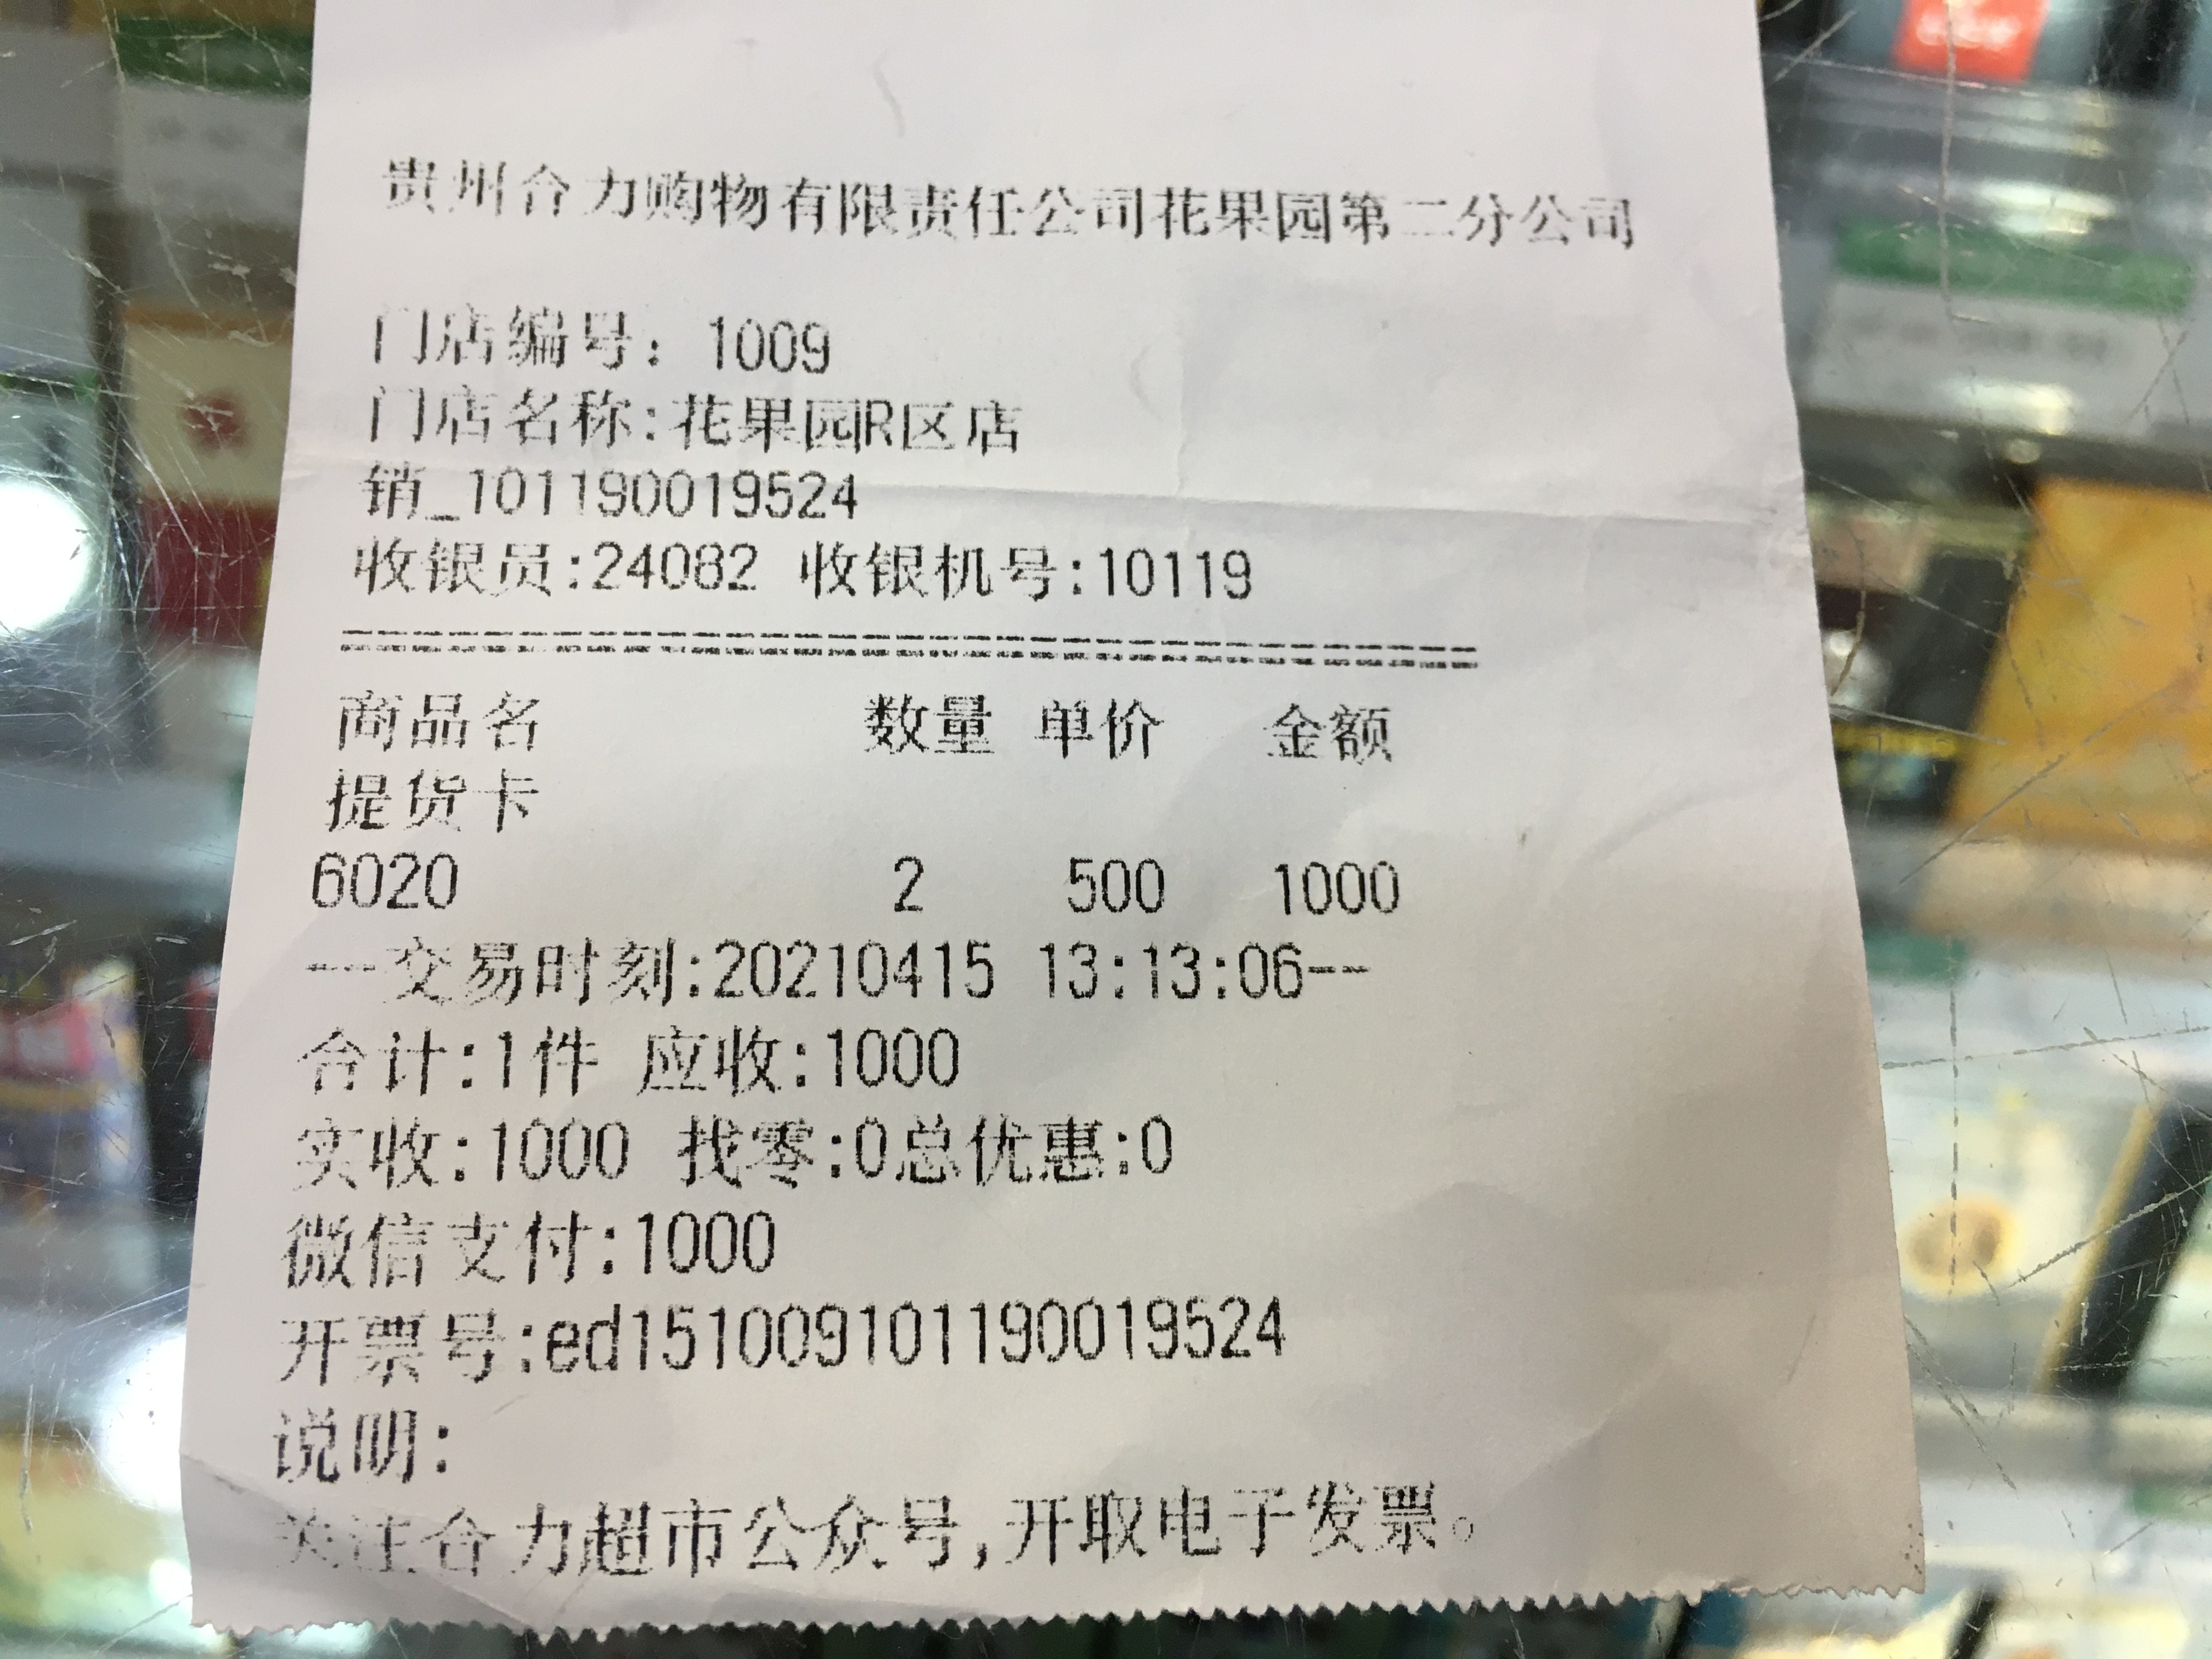 贵州合力购物有限责任公司花果园第二分公司
门店编号: 1009
门店名称:花果园R区店
销_101190019524
收银员:24082 收银机号:10119
商品名 数量 单价 金额
提货卡
6020 2 500 1000
--交易时刻:20210415 13:13:06--
合计:1件 应收:1000
实收:1000 找零:0总优惠:0
微信支付:1000
开票号:ed151009101190019524
说明:
关注合力超市公众号,开取电子发票。